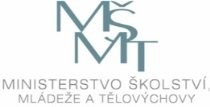 MŠ
MT
MINISTERSTVO ŠKOLSTVÍ,
MLÁDEŽE A TĚLOVÝCHOVY